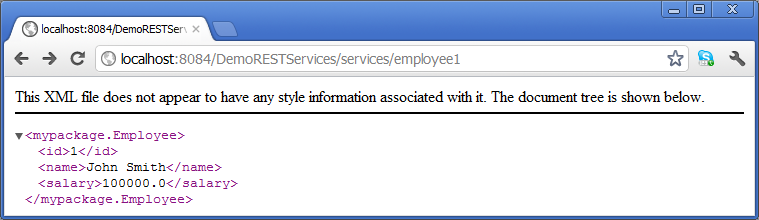 localhost:8084/DemoRESTServ
localhost:8084/DemoRESTServices/services/employee1
This XML file does not appear to have any style information associated with it. The document tree is shown below.
<mypackage.Employee>
<id>1</id>
<name>John Smith</name>
<salary>100000.0</salary>
</mypackage.Employee>